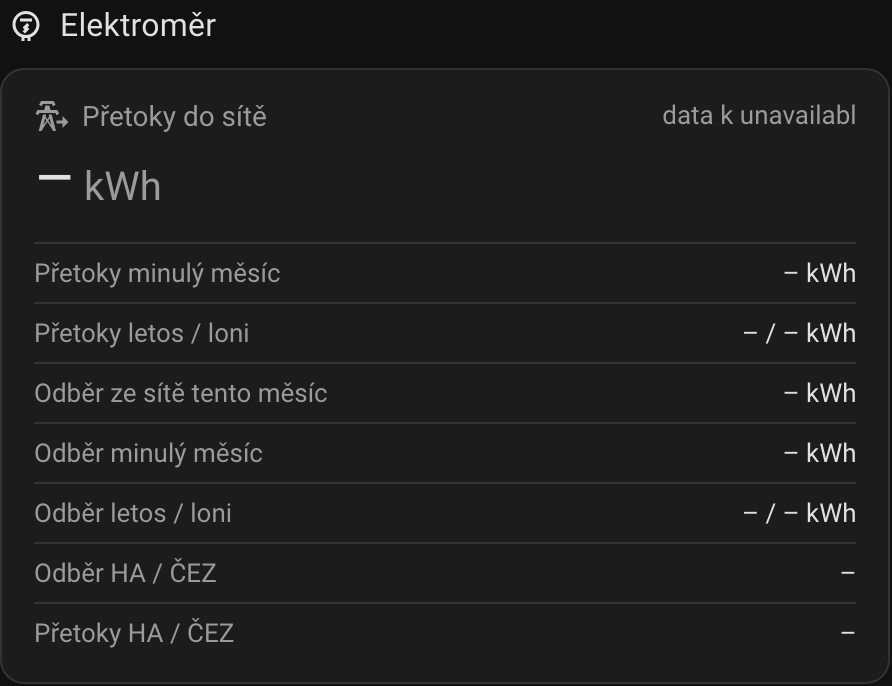 Elektroměr
Přetoky do sítě data k unavailabl
– kWh
Přetoky minulý měsíc – kWh
Přetoky letos / loni – / – kWh
Odběr ze sítě tento měsíc – kWh
Odběr minulý měsíc – kWh
Odběr letos / loni – / – kWh
Odběr HA / ČEZ –
Přetoky HA / ČEZ –